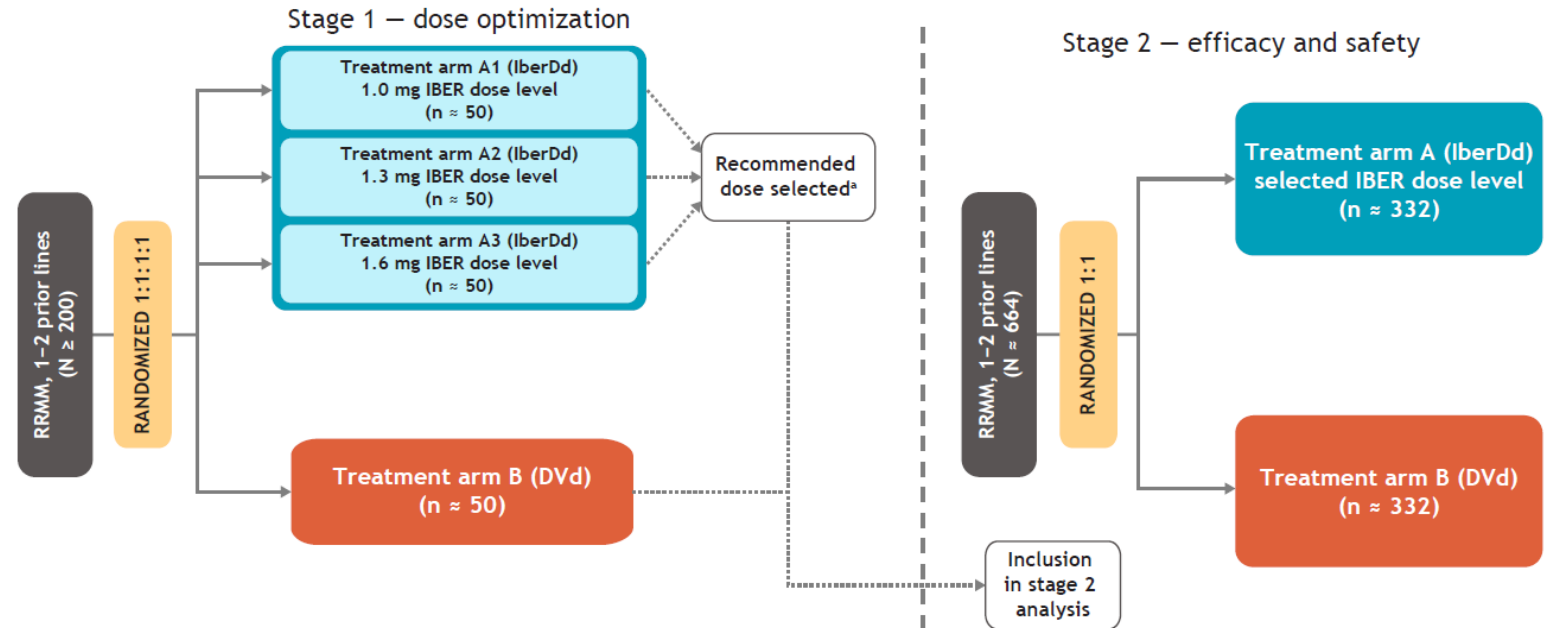 Stage 1 – dose optimization
Treatment arm A1 (IberDd)
1.0 mg IBER dose level
(n ≈ 50)
Treatment arm A2 (IberDd)
1.3 mg IBER dose level
(n ≈ 50)
Treatment arm A3 (IberDd)
1.6 mg IBER dose level
(n ≈ 50)
Recommended
dose selectedᵃ
RRMM, 1–2 prior lines
(N ≥ 200)
RANDOMIZED 1:1:1:1
Treatment arm B (DVd)
(n ≈ 50)
Stage 2 – efficacy and safety
Treatment arm A (IberDd)
selected IBER dose level
(n ≈ 332)
RRMM, 1–2 prior lines
(N ≈ 664)
RANDOMIZED 1:1
Treatment arm B (DVd)
(n ≈ 332)
Inclusion
in stage 2
analysis